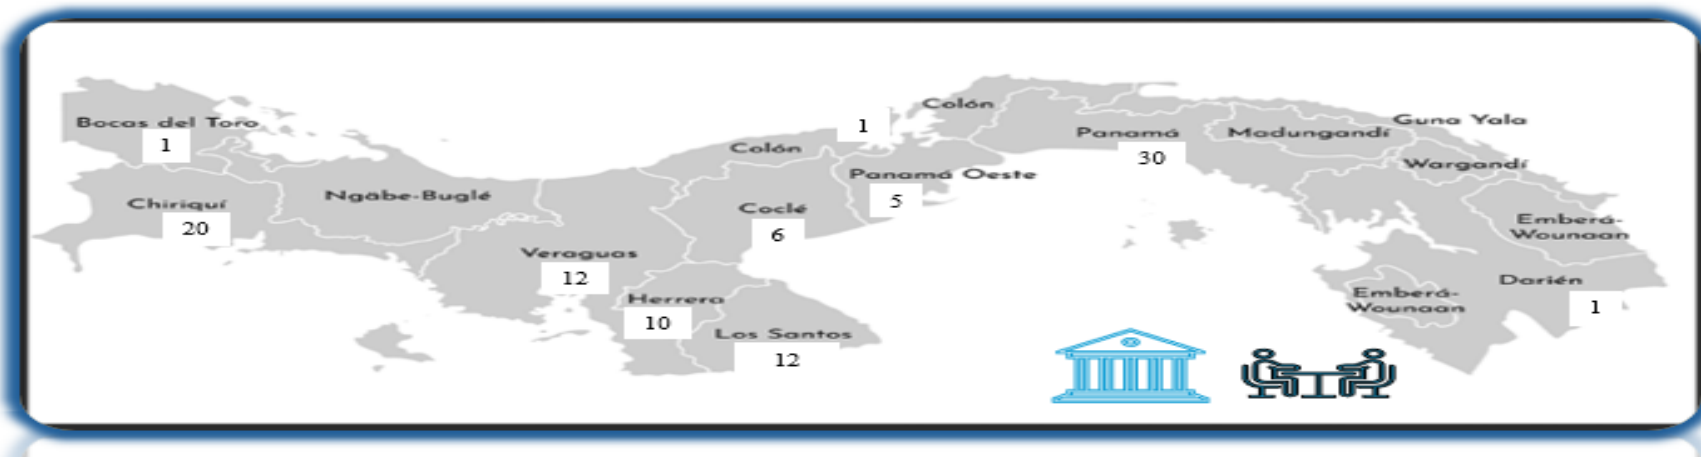 Bocas del Toro
1
Chiriquí
20
Ngäbe-Buglé
Veraguas
12
Herrera
10
Los Santos
12
Colón
1
Coclé
6
Panamá Oeste
5
Colón
Panamá
30
Madungandí
Guna Yala
Wargandí
Emberá-
Wounaan
Darién
1
Emberá-
Wounaan